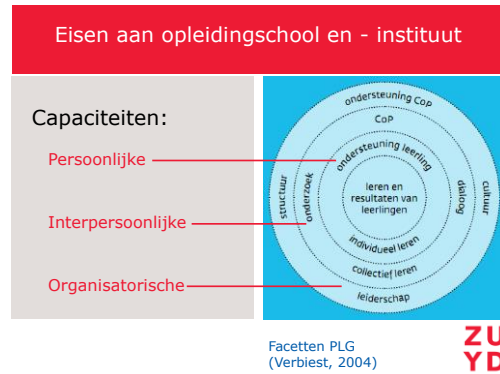 Eisen aan opleidingschool en - instituut
Capaciteiten:
Persoonlijke
Interpersoonlijke
Organisatorische
ondersteuning CoP
CoP
ondersteuning leerling
structuur
onderzoek
leren en
resultaten van
leerlingen
dialoog
cultuur
individueel leren
collectief leren
leiderschap
Facetten PLG
(Verbiest, 2004)
ZU
YD